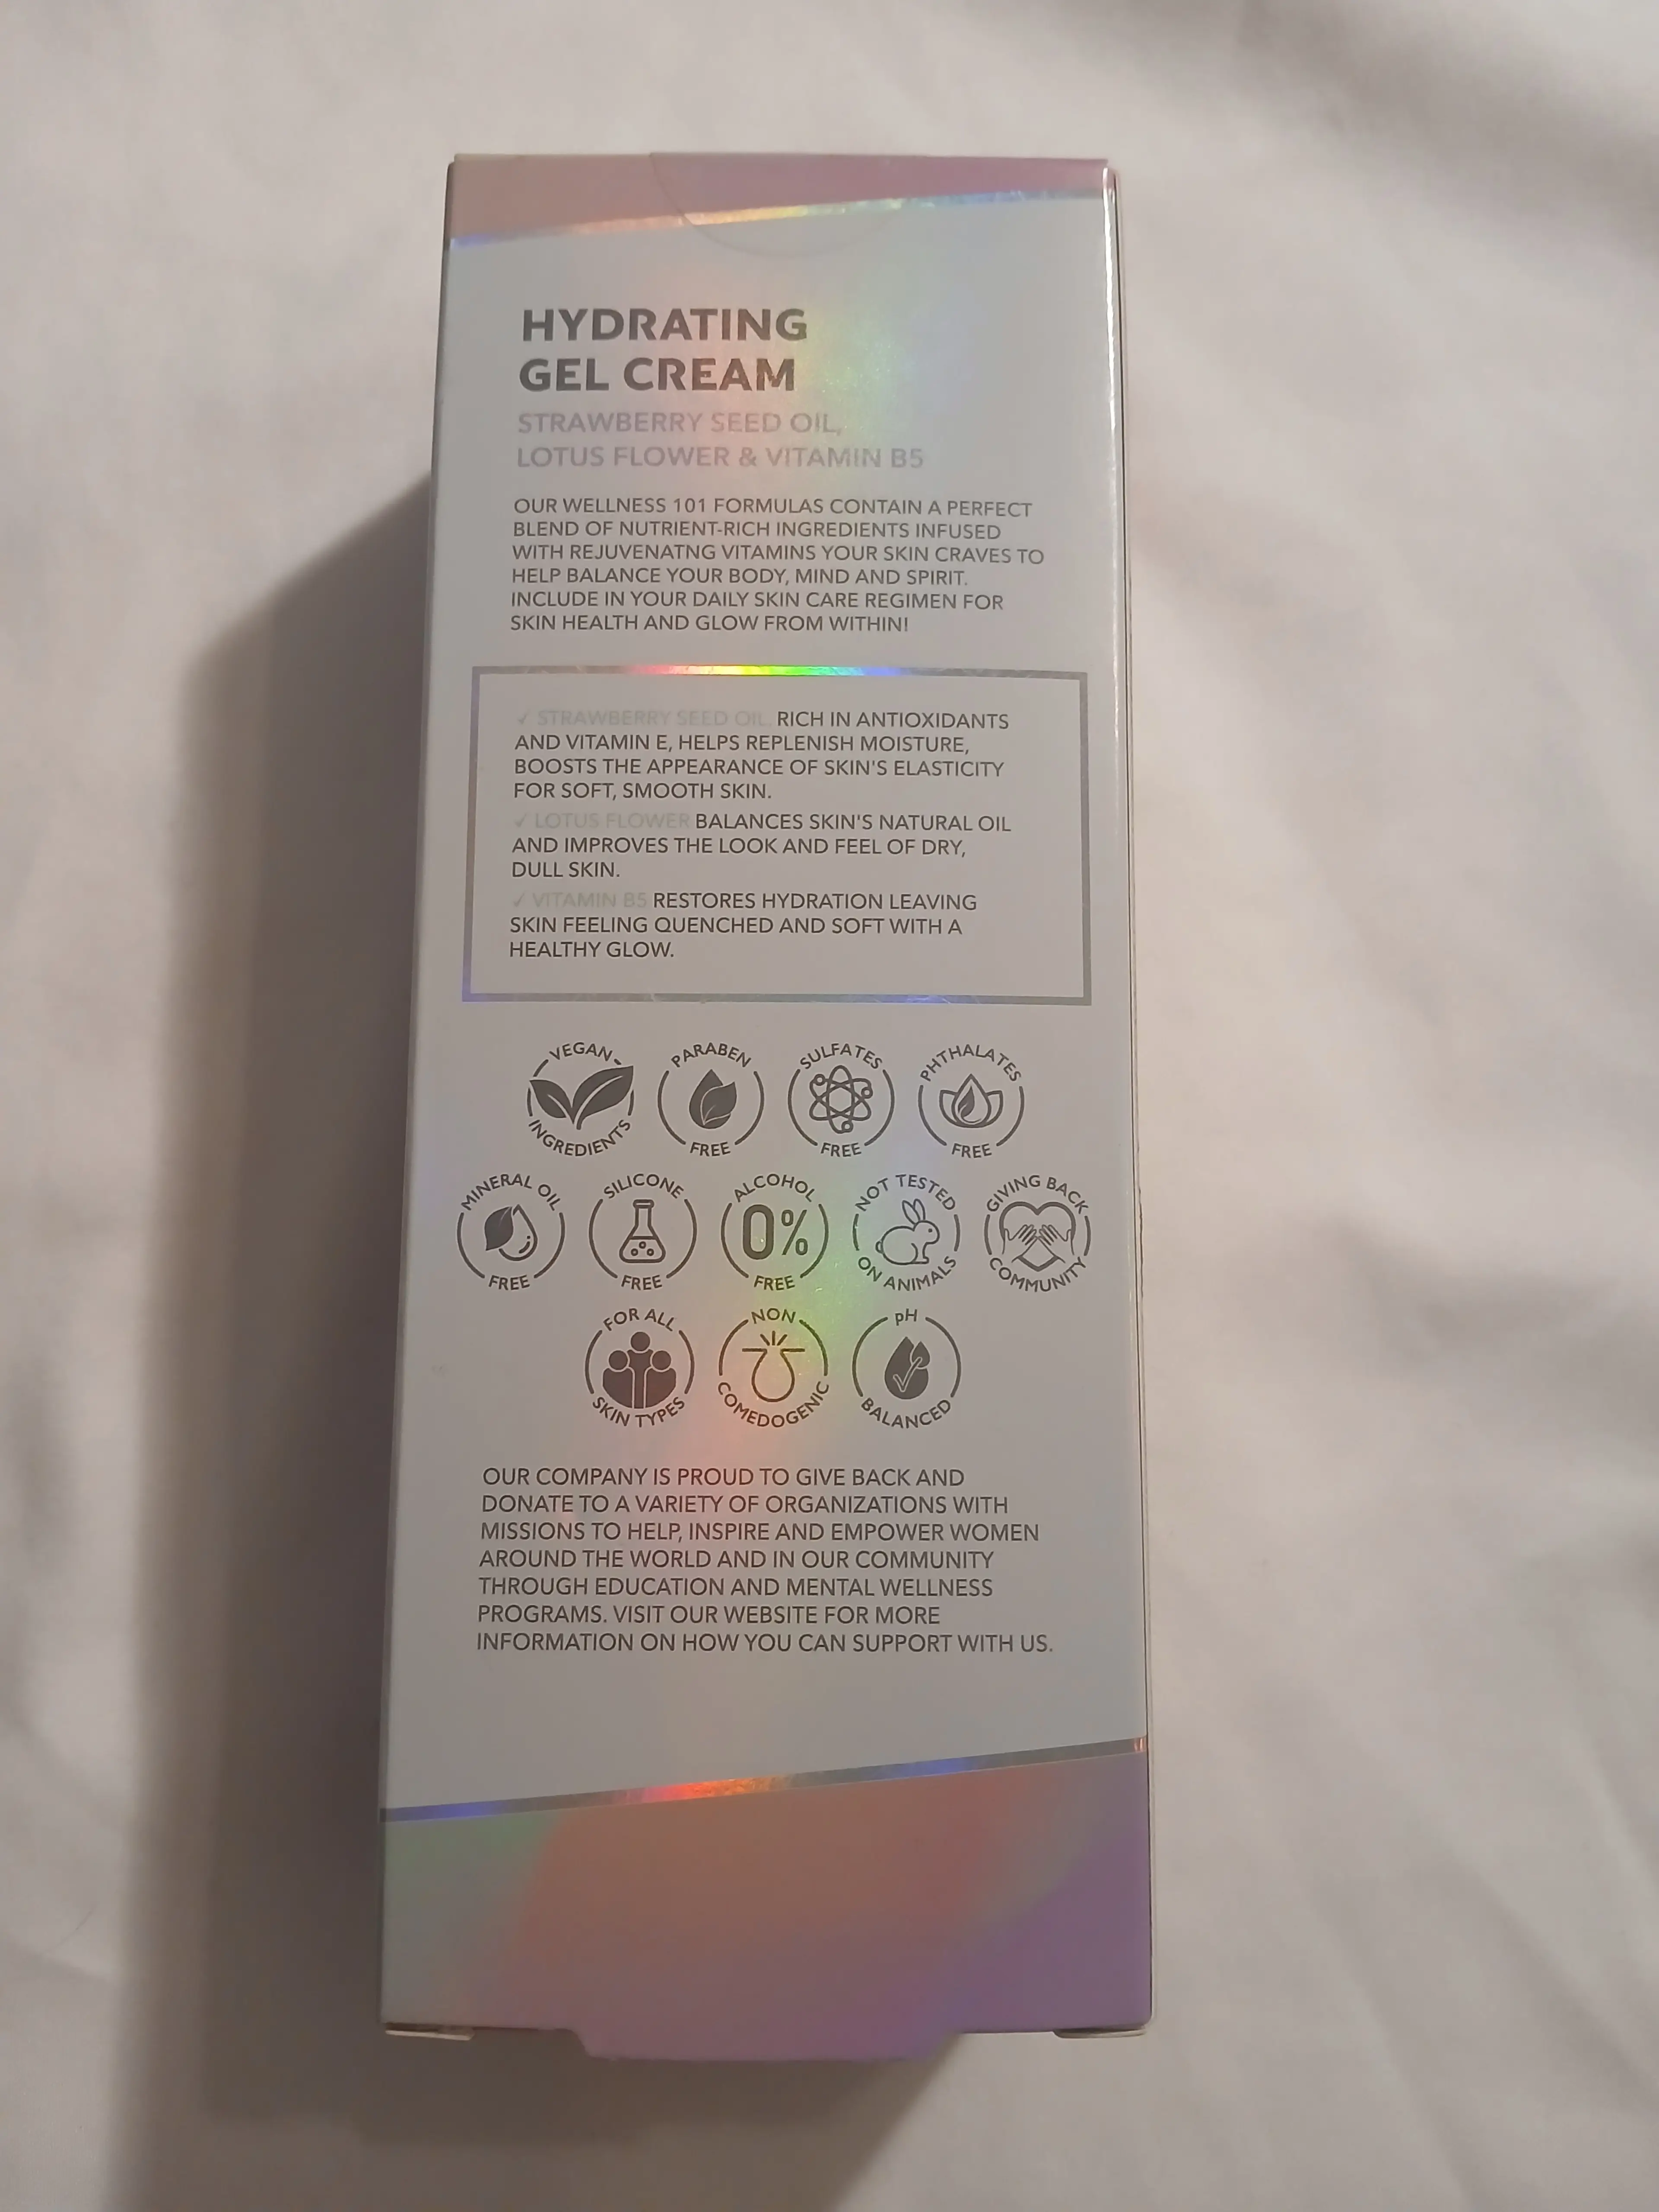 HYDRATING
GEL CREAM
STRAWBERRY SEED OIL,
LOTUS FLOWER & VITAMIN B5
OUR WELLNESS 101 FORMULAS CONTAIN A PERFECT
BLEND OF NUTRIENT-RICH INGREDIENTS INFUSED
WITH REJUVENATNG VITAMINS YOUR SKIN CRAVES TO
HELP BALANCE YOUR BODY, MIND AND SPIRIT.
INCLUDE IN YOUR DAILY SKIN CARE REGIMEN FOR
SKIN HEALTH AND GLOW FROM WITHIN!
✓ STRAWBERRY SEED OIL RICH IN ANTIOXIDANTS
AND VITAMIN E, HELPS REPLENISH MOISTURE,
BOOSTS THE APPEARANCE OF SKIN'S ELASTICITY
FOR SOFT, SMOOTH SKIN.
✓ LOTUS FLOWER BALANCES SKIN'S NATURAL OIL
AND IMPROVES THE LOOK AND FEEL OF DRY,
DULL SKIN.
✓ VITAMIN B5 RESTORES HYDRATION LEAVING
SKIN FEELING QUENCHED AND SOFT WITH A
HEALTHY GLOW.
VEGAN
INGREDIENTS
PARABEN
FREE
SULFATES
FREE
PHTHALATES
FREE
MINERAL OIL
FREE
SILICONE
FREE
ALCOHOL
0%
FREE
NOT TESTED
ON ANIMALS
GIVING BACK
COMMUNITY
FOR ALL
SKIN TYPES
NON
COMEDOGENIC
pH
BALANCED
OUR COMPANY IS PROUD TO GIVE BACK AND
DONATE TO A VARIETY OF ORGANIZATIONS WITH
MISSIONS TO HELP, INSPIRE AND EMPOWER WOMEN
AROUND THE WORLD AND IN OUR COMMUNITY
THROUGH EDUCATION AND MENTAL WELLNESS
PROGRAMS. VISIT OUR WEBSITE FOR MORE
INFORMATION ON HOW YOU CAN SUPPORT WITH US.